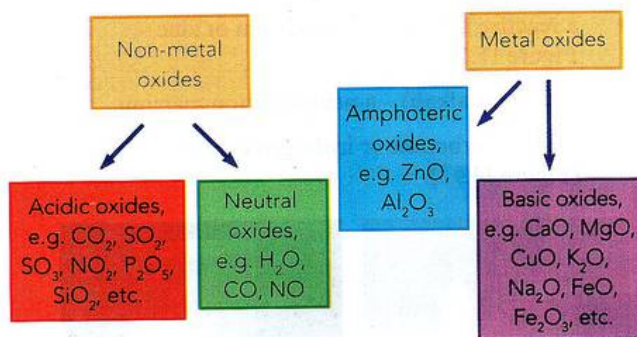 Non-metal
oxides
Metal oxides
Acidic oxides,
e.g. CO₂, SO₂,
SO₃, NO₂, P₂O₅,
SiO₂, etc.
Neutral
oxides,
e.g. H₂O,
CO, NO
Amphoteric
oxides,
e.g. ZnO,
Al₂O₃
Basic oxides,
e.g. CaO, MgO,
CuO, K₂O,
Na₂O, FeO,
Fe₂O₃, etc.